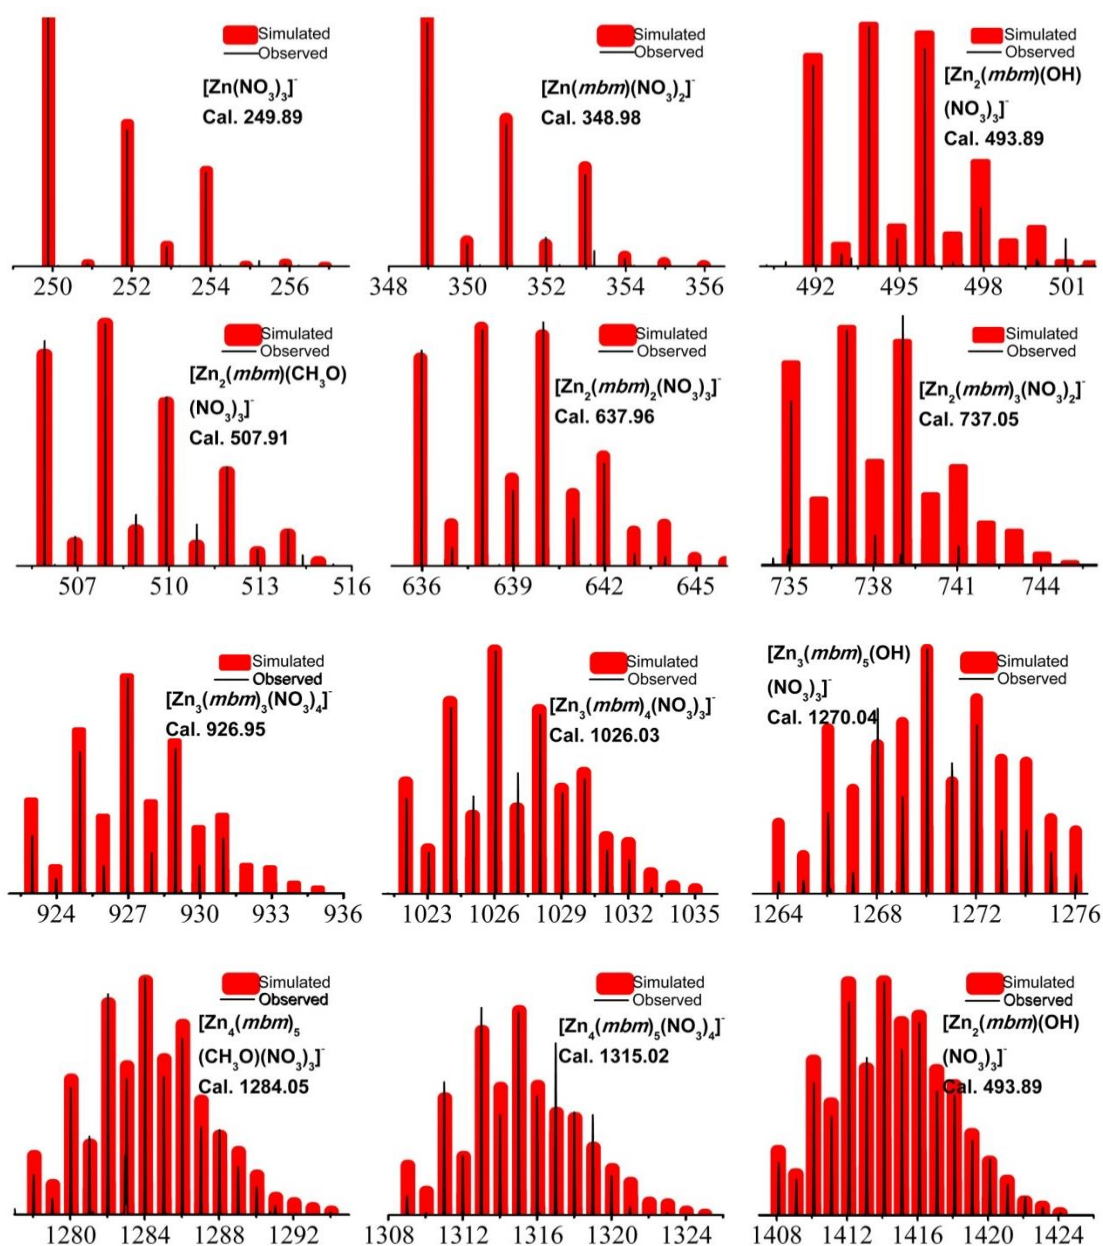 Simulated
Observed
[Zn(NO₃)₃]⁻
Cal. 249.89
250 252 254 256
Simulated
Observed
[Zn(mbm)(NO₃)₂]⁻
Cal. 348.98
348 350 352 354 356
Simulated
Observed
[Zn₂(mbm)(OH)
(NO₃)₃]⁻
Cal. 493.89
492 495 498 501
Simulated
Observed
[Zn₂(mbm)(CH₃O)
(NO₃)₃]⁻
Cal. 507.91
507 510 513 516
Simulated
Observed
[Zn₂(mbm)₂(NO₃)₃]⁻
Cal. 637.96
636 639 642 645
Simulated
Observed
[Zn₂(mbm)₃(NO₃)₂]⁻
Cal. 737.05
735 738 741 744
Simulated
Observed
[Zn₃(mbm)₃(NO₃)₄]⁻
Cal. 926.95
924 927 930 933 936
Simulated
Observed
[Zn₃(mbm)₄(NO₃)₃]⁻
Cal. 1026.03
1023 1026 1029 1032 1035
[Zn₃(mbm)₅(OH)
(NO₃)₃]⁻
Cal. 1270.04
Simulated
Observed
1264 1268 1272 1276
Simulated
Observed
[Zn₄(mbm)₅
(CH₃O)(NO₃)₃]⁻
Cal. 1284.05
1280 1284 1288 1292
Simulated
Observed
[Zn₄(mbm)₅(NO₃)₄]⁻
Cal. 1315.02
1308 1312 1316 1320 1324
Simulated
Observed
[Zn₂(mbm)(OH)
(NO₃)₃]⁻
Cal. 493.89
1408 1412 1416 1420 1424